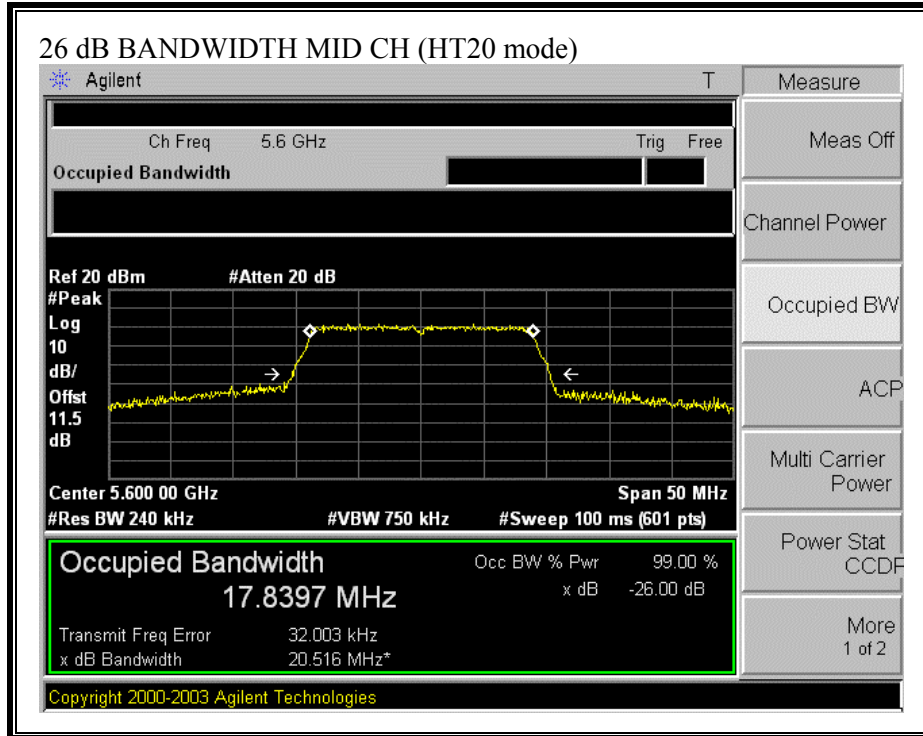 26 dB BANDWIDTH MID CH (HT20 mode)
Agilent T
Measure
Ch Freq 5.6 GHz Trig Free
Occupied Bandwidth
Meas Off
Channel Power
Occupied BW
ACP
Multi Carrier
Power
Power Stat
CCDF
More
1 of 2
Ref 20 dBm #Atten 20 dB
#Peak
Log
10
dB/
Offst
11.5
dB
Center 5.600 00 GHz Span 50 MHz
#Res BW 240 kHz #VBW 750 kHz #Sweep 100 ms (601 pts)
Occupied Bandwidth Occ BW % Pwr 99.00 %
17.8397 MHz x dB -26.00 dB
Transmit Freq Error 32.003 kHz
x dB Bandwidth 20.516 MHz*
Copyright 2000-2003 Agilent Technologies